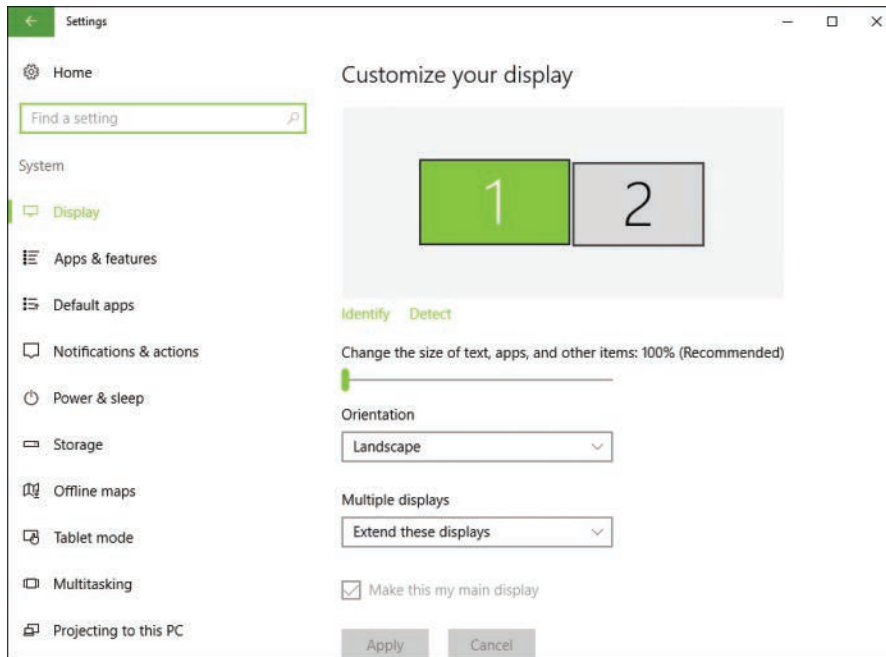 Settings
Home
Find a setting
System
Display
Apps & features
Default apps
Notifications & actions
Power & sleep
Storage
Offline maps
Tablet mode
Multitasking
Projecting to this PC
Customize your display
1
2
Identify Detect
Change the size of text, apps, and other items: 100% (Recommended)
Orientation
Landscape
Multiple displays
Extend these displays
Make this my main display
Apply Cancel